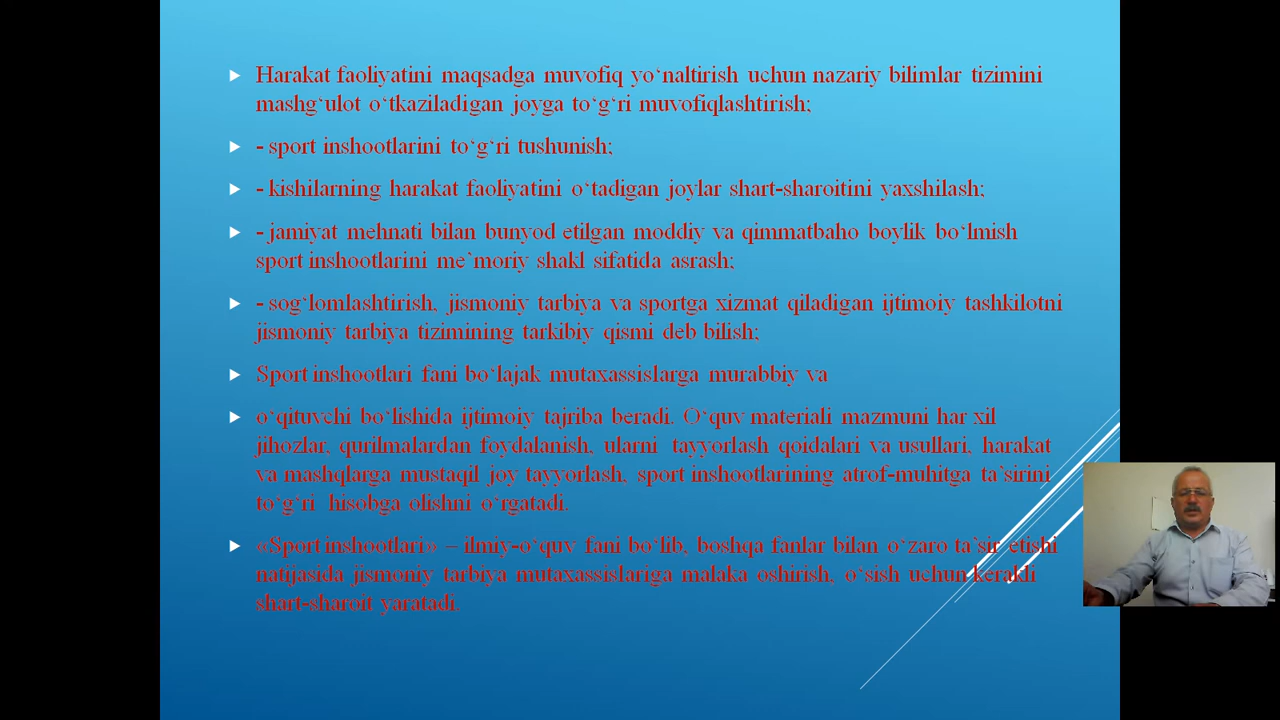 Harakat faoliyatini maqsadga muvofiq yo‘naltirish uchun nazariy bilimlar tizimini
mashg‘ulot o‘tkaziladigan joyga to‘g‘ri muvofiqlashtirish;
- sport inshootlarini to‘g‘ri tushunish;
- kishilarning harakat faoliyatini o‘tadigan joylar shart-sharoitini yaxshilash;
- jamiyat mehnati bilan bunyod etilgan moddiy va qimmatbaho boylik bo‘lmish
sport inshootlarini me`moriy shakl sifatida asrash;
- sog‘lomlashtirish, jismoniy tarbiya va sportga xizmat qiladigan ijtimoiy tashkilotni
jismoniy tarbiya tizimining tarkibiy qismi deb bilish;
Sport inshootlari fani bo‘lajak mutaxassislarga murabbiy va
o‘qituvchi bo‘lishida ijtimoiy tajriba beradi. O‘quv materiali mazmuni har xil
jihozlar, qurilmalardan foydalanish, ularni tayyorlash qoidalari va usullari, harakat
va mashqlarga mustaqil joy tayyorlash, sport inshootlarining atrof-muhitga ta`sirini
to‘g‘ri hisobga olishni o‘rgatadi.
«Sport inshootlari» – ilmiy-o‘quv fani bo‘lib, boshqa fanlar bilan o‘zaro ta`sir etishi
natijasida jismoniy tarbiya mutaxassislariga malaka oshirish, o‘sish uchun kerakli
shart-sharoit yaratadi.